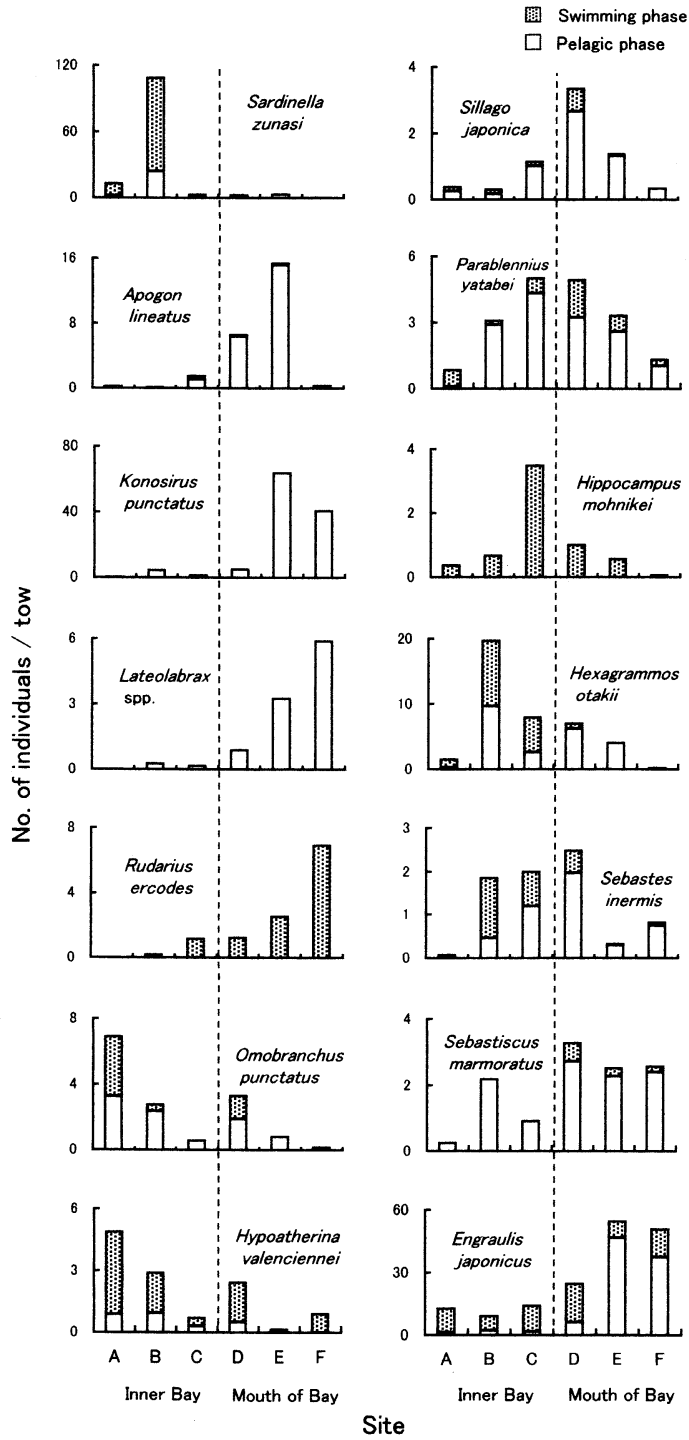 Swimming phase
Pelagic phase
120
60
0
Sardinella
zunasi
4
2
0
Sillago
japonica
16
8
0
Apogon
lineatus
6
3
0
Parablennius
yatabei
80
40
0
Konosirus
punctatus
4
2
0
Hippocampus
mohnikei
6
3
0
Lateolabrax
spp.
20
10
0
Hexagrammos
otakii
8
4
0
Rudarius
ercodes
3
2
1
0
Sebastes
inermis
8
4
0
Omobranchus
punctatus
4
2
0
Sebastiscus
marmoratus
6
3
0
Hypoatherina
valenciennei
60
30
0
Engraulis
japonicus
No. of individuals / tow
A B C D E F
A B C D E F
Inner Bay Mouth of Bay
Inner Bay Mouth of Bay
Site